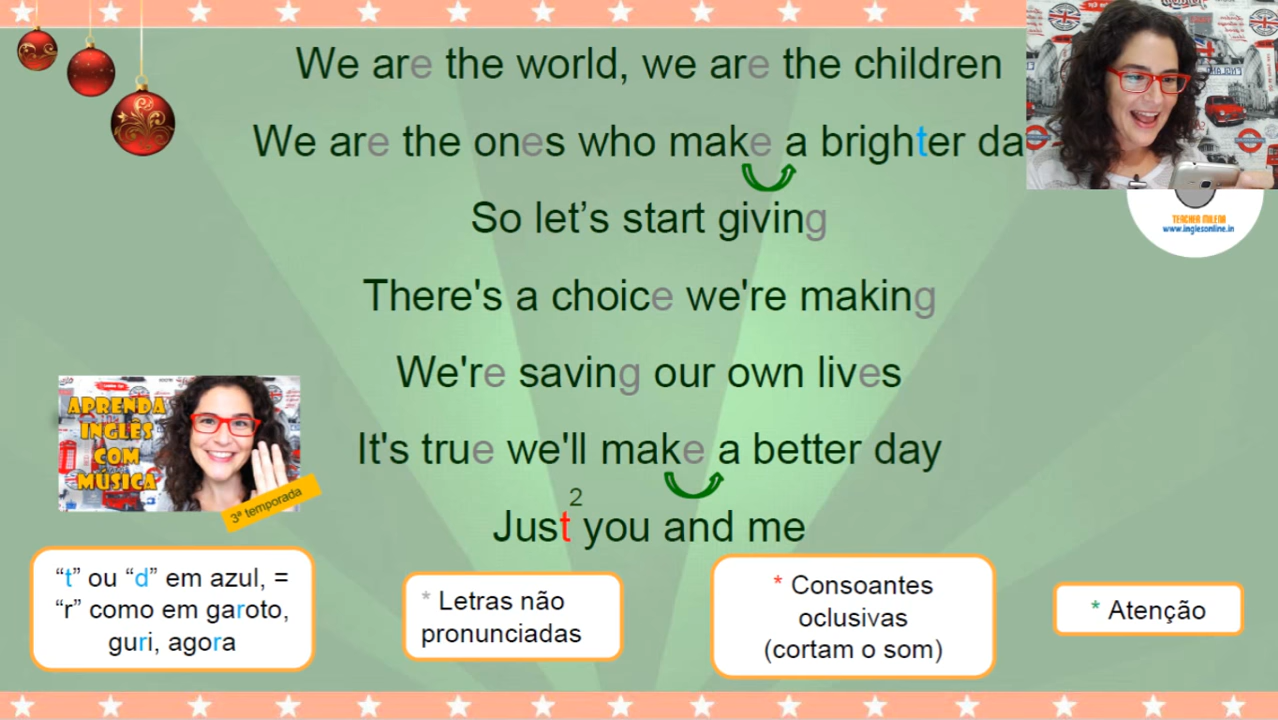 We are the world, we are the children
We are the ones who make a brighter da
So let’s start giving
TEACHER MILENA
www.inglesonline.in
There's a choice we're making
We're saving our own lives
APRENDA
INGLÊS
COM
MÚSICA
3ª temporada
It's true we'll make a better day
2
Just you and me
“t” ou “d” em azul, =
“r” como em garoto,
guri, agora
* Letras não
pronunciadas
* Consoantes
oclusivas
(cortam o som)
* Atenção